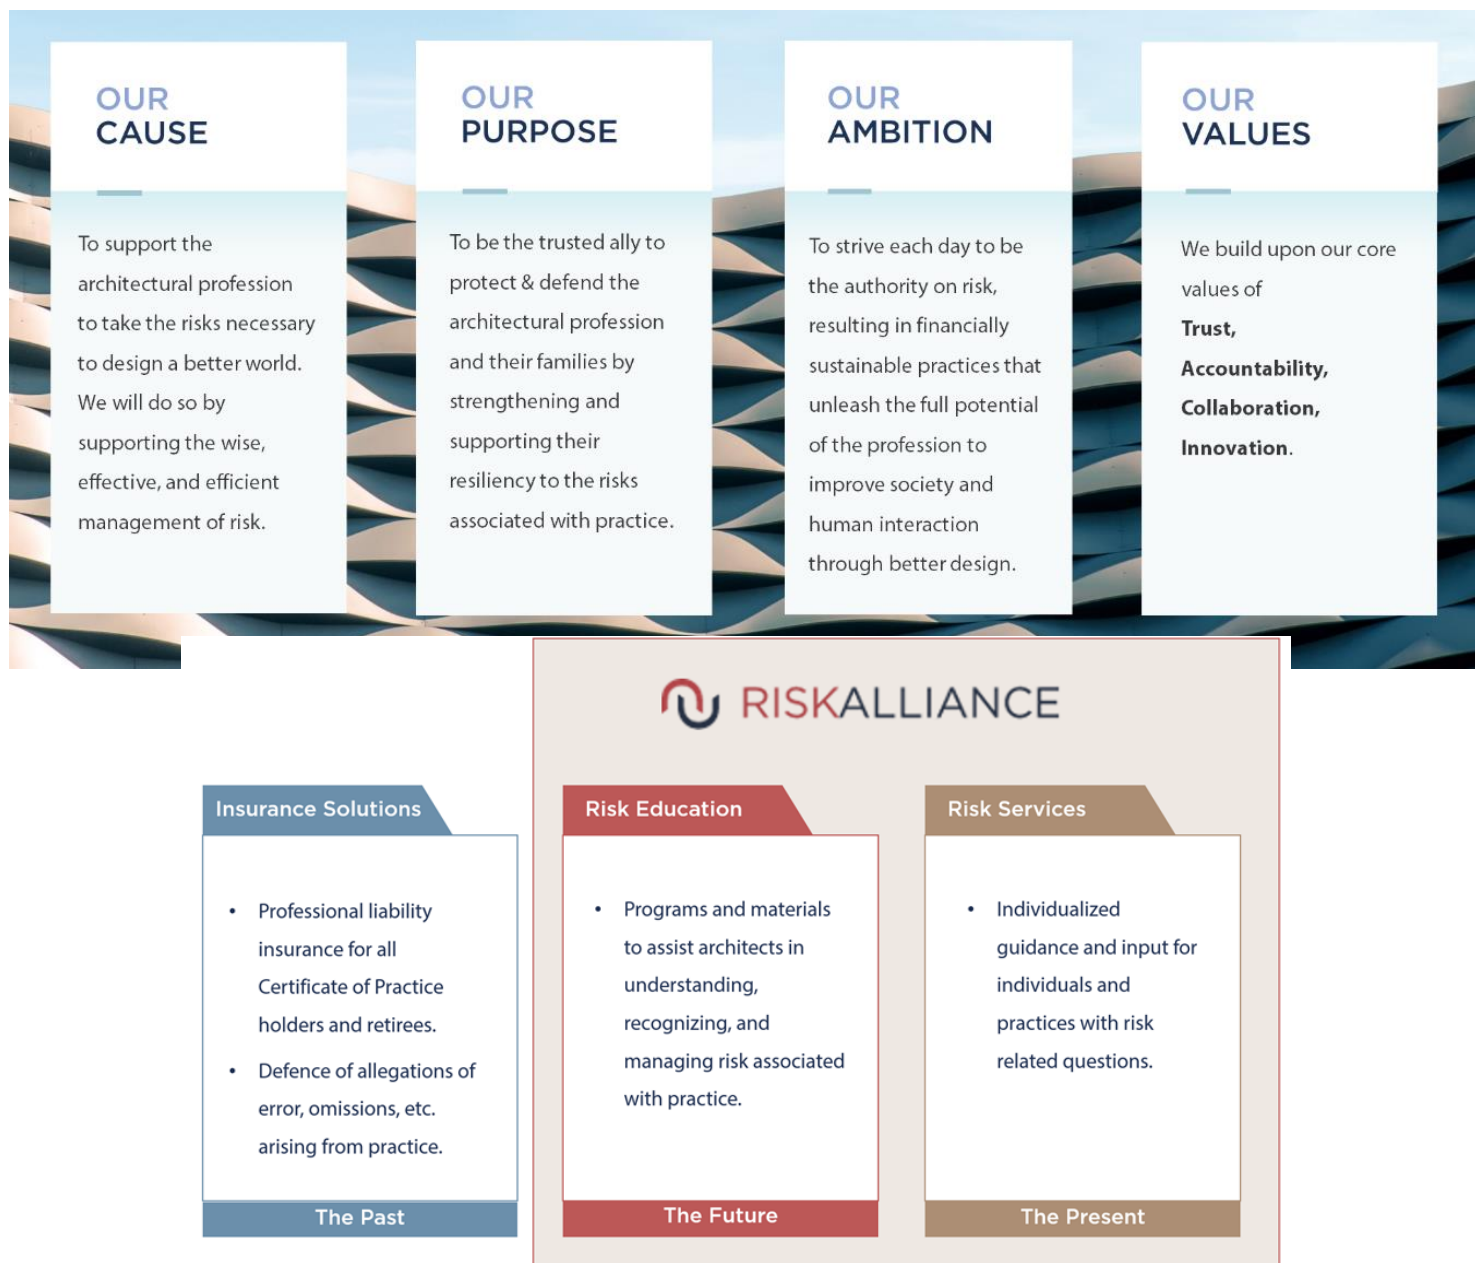 OUR
CAUSE
To support the
architectural profession
to take the risks necessary
to design a better world.
We will do so by
supporting the wise,
effective, and efficient
management of risk.
OUR
PURPOSE
To be the trusted ally to
protect & defend the
architectural profession
and their families by
strengthening and
supporting their
resiliency to the risks
associated with practice.
OUR
AMBITION
To strive each day to be
the authority on risk,
resulting in financially
sustainable practices that
unleash the full potential
of the profession to
improve society and
human interaction
through better design.
OUR
VALUES
We build upon our core
values of
Trust,
Accountability,
Collaboration,
Innovation.
RISKALLIANCE
Insurance Solutions
• Professional liability
insurance for all
Certificate of Practice
holders and retirees.
• Defence of allegations of
error, omissions, etc.
arising from practice.
The Past
Risk Education
• Programs and materials
to assist architects in
understanding,
recognizing, and
managing risk associated
with practice.
The Future
Risk Services
• Individualized
guidance and input for
individuals and
practices with risk
related questions.
The Present